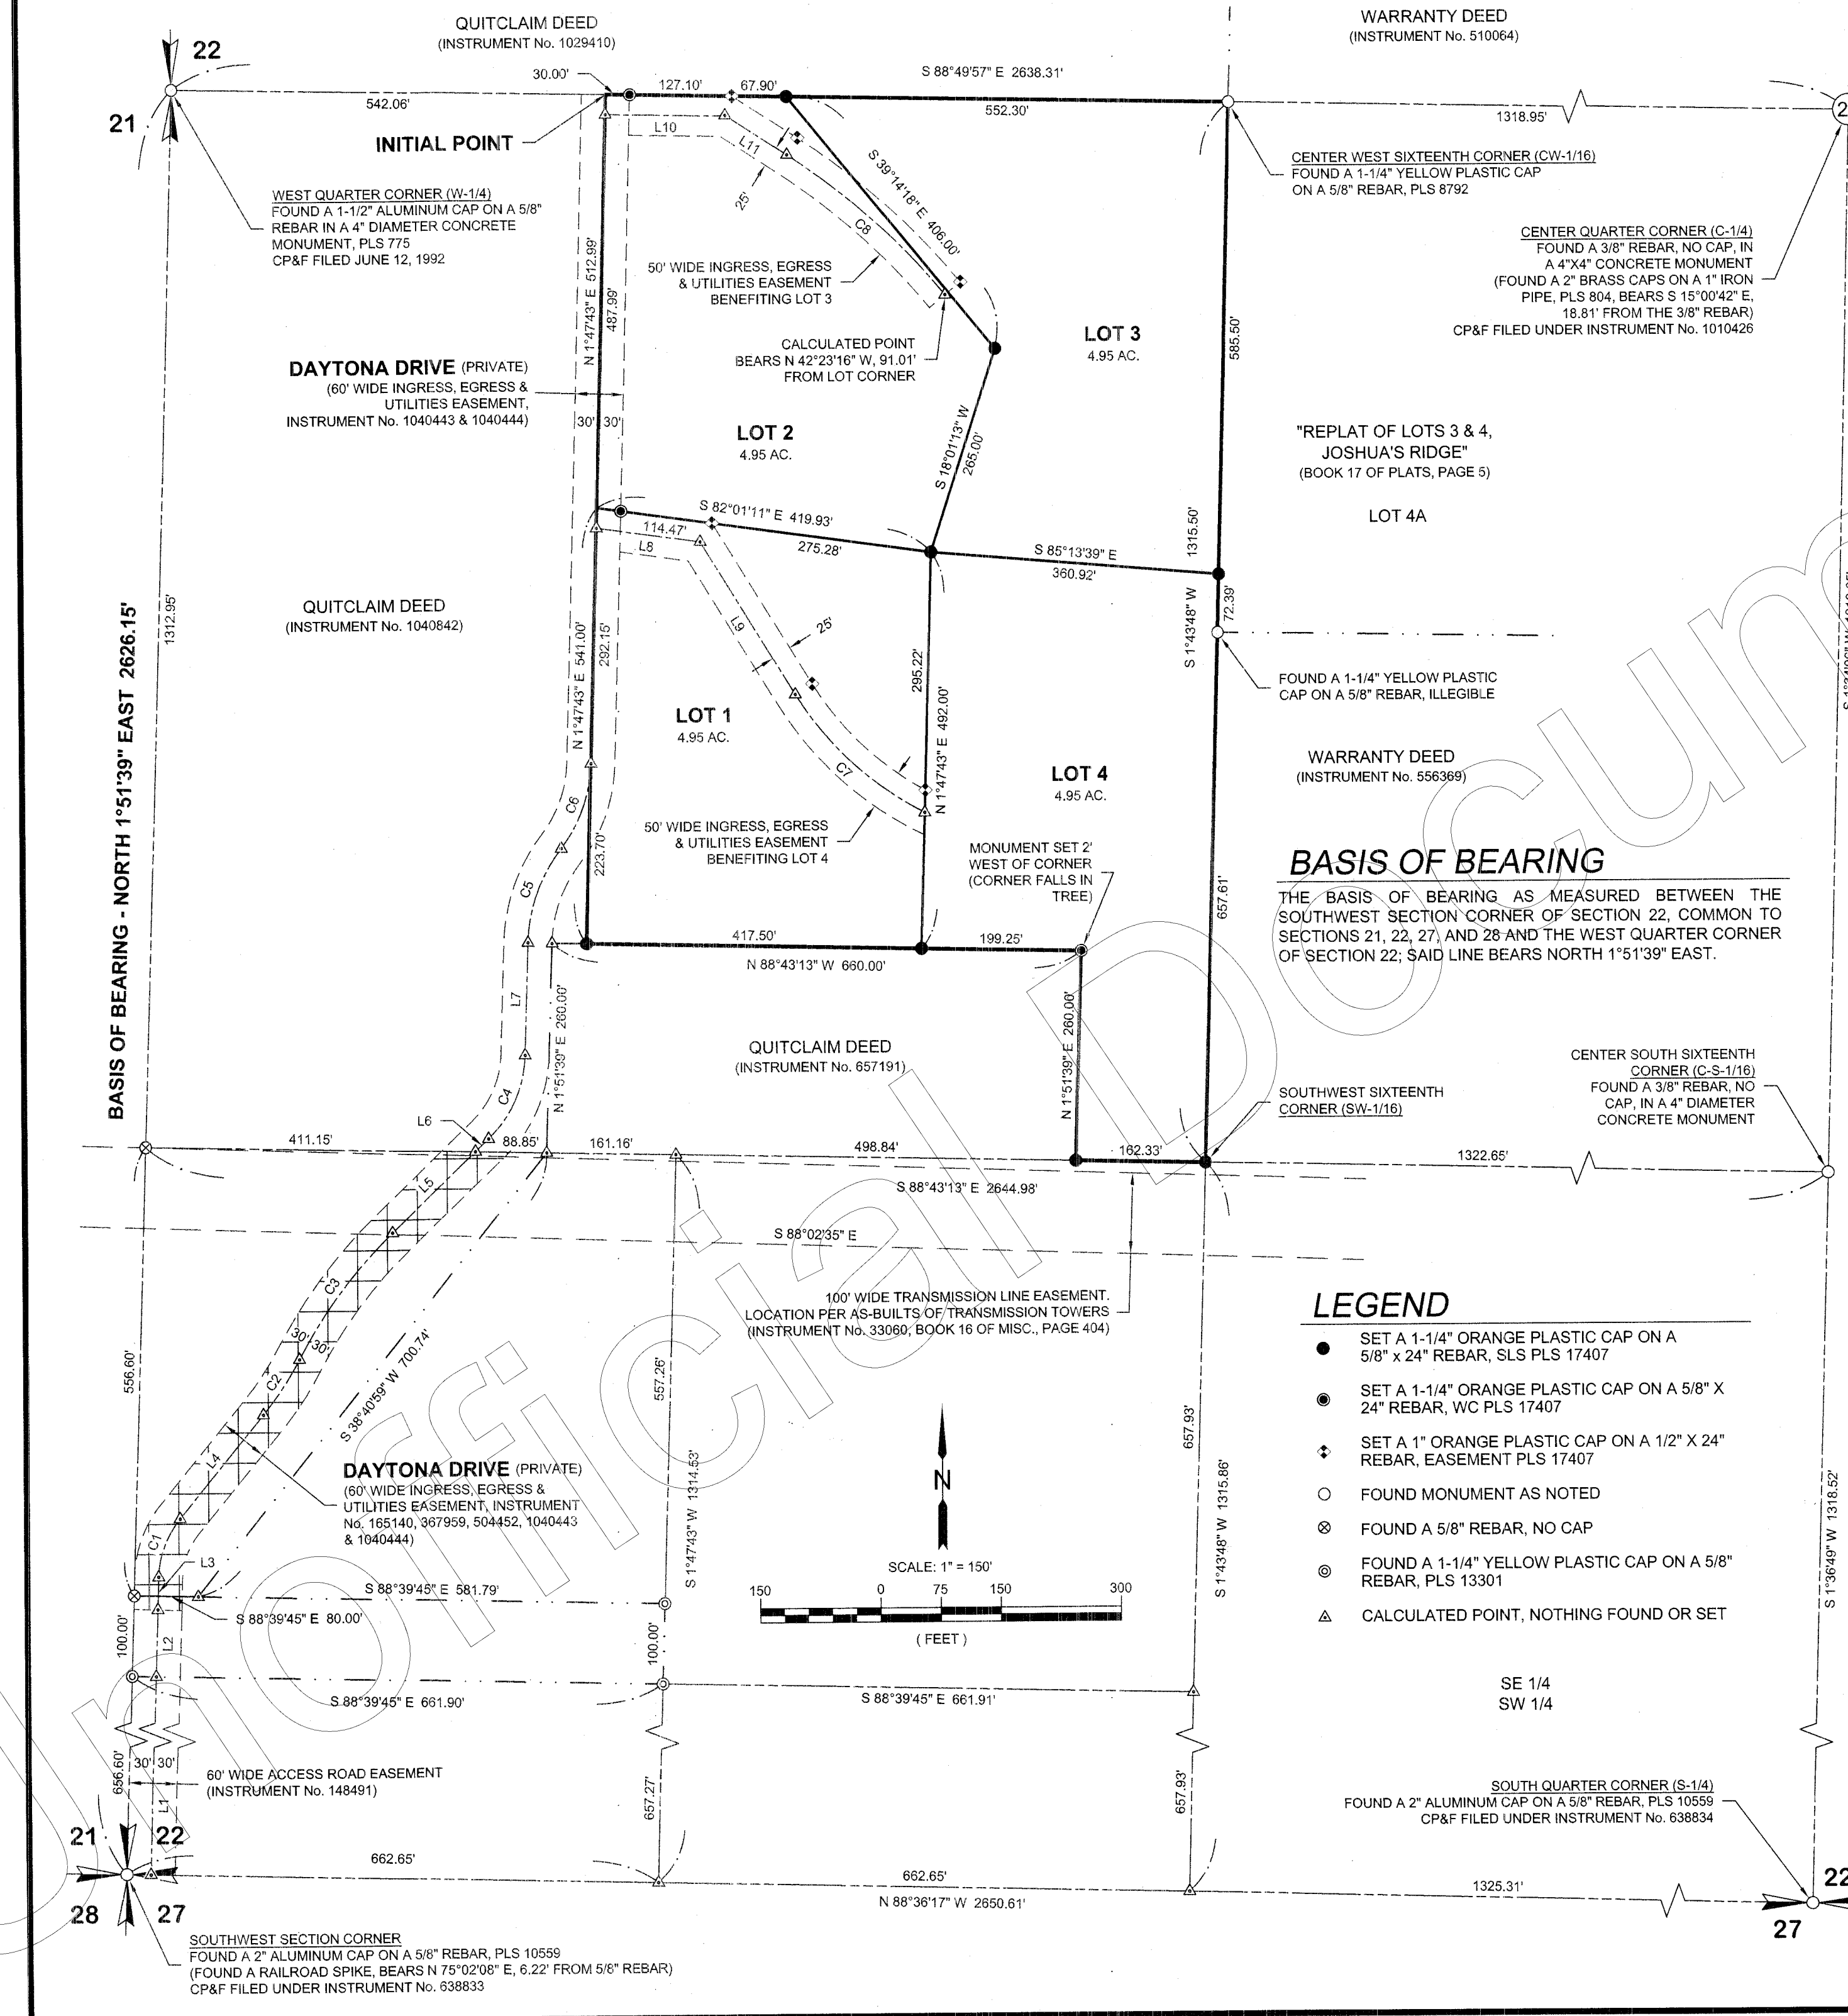 QUITCLAIM DEED
(INSTRUMENT No. 1029410)
WARRANTY DEED
(INSTRUMENT No. 510064)
22
21
30.00'
127.10'
67.90'
S 88°49'57" E 2638.31'
542.06'
552.30'
1318.95'
2
INITIAL POINT
L10
L11
25'
S 39°14'18" E 406.00'
C8
WEST QUARTER CORNER (W-1/4)
FOUND A 1-1/2" ALUMINUM CAP ON A 5/8"
REBAR IN A 4" DIAMETER CONCRETE
MONUMENT, PLS 775
CP&F FILED JUNE 12, 1992
CENTER WEST SIXTEENTH CORNER (CW-1/16)
FOUND A 1-1/4" YELLOW PLASTIC CAP
ON A 5/8" REBAR, PLS 8792
CENTER QUARTER CORNER (C-1/4)
FOUND A 3/8" REBAR, NO CAP, IN
A 4"X4" CONCRETE MONUMENT
(FOUND A 2" BRASS CAPS ON A 1" IRON
PIPE, PLS 804, BEARS S 15°00'42" E,
18.81' FROM THE 3/8" REBAR)
CP&F FILED UNDER INSTRUMENT No. 1010426
N 1°47'43" E 512.99'
487.99'
50' WIDE INGRESS, EGRESS
& UTILITIES EASEMENT
BENEFITING LOT 3
CALCULATED POINT
BEARS N 42°23'16" W, 91.01'
FROM LOT CORNER
LOT 3
4.95 AC.
585.50'
DAYTONA DRIVE (PRIVATE)
(60' WIDE INGRESS, EGRESS &
UTILITIES EASEMENT,
INSTRUMENT No. 1040443 & 1040444)
30' 30'
LOT 2
4.95 AC.
S 18°01'13" W
265.00'
"REPLAT OF LOTS 3 & 4,
JOSHUA'S RIDGE"
(BOOK 17 OF PLATS, PAGE 5)
LOT 4A
S 82°01'11" E 419.93'
114.47'
275.28'
L8
S 85°13'39" E
360.92'
1315.50'
S 1°43'48" W
72.39'
BASIS OF BEARING - NORTH 1°51'39" EAST 2626.15'
1312.95'
QUITCLAIM DEED
(INSTRUMENT No. 1040842)
N 1°47'43" E 541.00'
292.15'
L9
25'
295.22'
N 1°47'43" E 492.00'
FOUND A 1-1/4" YELLOW PLASTIC
CAP ON A 5/8" REBAR, ILLEGIBLE
LOT 1
4.95 AC.
C7
LOT 4
4.95 AC.
WARRANTY DEED
(INSTRUMENT No. 556369)
C6
C5
223.70'
50' WIDE INGRESS, EGRESS
& UTILITIES EASEMENT
BENEFITING LOT 4
MONUMENT SET 2'
WEST OF CORNER
(CORNER FALLS IN
TREE)
657.61'
BASIS OF BEARING
THE BASIS OF BEARING AS MEASURED BETWEEN THE
SOUTHWEST SECTION CORNER OF SECTION 22, COMMON TO
SECTIONS 21, 22, 27, AND 28 AND THE WEST QUARTER CORNER
OF SECTION 22; SAID LINE BEARS NORTH 1°51'39" EAST.
417.50'
199.25'
N 88°43'13" W 660.00'
L7
N 1°51'39" E 260.00'
N 1°51'39" E 260.00'
QUITCLAIM DEED
(INSTRUMENT No. 657191)
C4
L6
SOUTHWEST SIXTEENTH
CORNER (SW-1/16)
CENTER SOUTH SIXTEENTH
CORNER (C-S-1/16)
FOUND A 3/8" REBAR, NO
CAP, IN A 4" DIAMETER
CONCRETE MONUMENT
411.15'
88.85'
161.16'
498.84'
162.33'
1322.65'
S 88°43'13" E 2644.98'
L5
S 88°02'35" E
C3
100' WIDE TRANSMISSION LINE EASEMENT.
LOCATION PER AS-BUILTS OF TRANSMISSION TOWERS
(INSTRUMENT No. 33060, BOOK 16 OF MISC., PAGE 404)
30' 30'
C2
556.60'
S 38°40'59" W 700.74'
557.26'
657.93'
L4
DAYTONA DRIVE (PRIVATE)
(60' WIDE INGRESS, EGRESS &
UTILITIES EASEMENT, INSTRUMENT
No. 165140, 367959, 504452, 1040443
& 1040444)
S 1°47'43" W 1314.53'
S 1°43'48" W 1315.86'
S 1°36'49" W 1318.52'
LEGEND
SET A 1-1/4" ORANGE PLASTIC CAP ON A
5/8" x 24" REBAR, SLS PLS 17407
SET A 1-1/4" ORANGE PLASTIC CAP ON A 5/8" X
24" REBAR, WC PLS 17407
SET A 1" ORANGE PLASTIC CAP ON A 1/2" X 24"
REBAR, EASEMENT PLS 17407
FOUND MONUMENT AS NOTED
FOUND A 5/8" REBAR, NO CAP
FOUND A 1-1/4" YELLOW PLASTIC CAP ON A 5/8"
REBAR, PLS 13301
CALCULATED POINT, NOTHING FOUND OR SET
N
SCALE: 1" = 150'
150 0 75 150 300
( FEET )
C1
L3
S 88°39'45" E 581.79'
S 88°39'45" E 80.00'
100.00'
L2
100.00'
S 88°39'45" E 661.90'
S 88°39'45" E 661.91'
SE 1/4
SW 1/4
656.60'
30' 30'
L1
60' WIDE ACCESS ROAD EASEMENT
(INSTRUMENT No. 148491)
657.27'
657.93'
SOUTH QUARTER CORNER (S-1/4)
FOUND A 2" ALUMINUM CAP ON A 5/8" REBAR, PLS 10559
CP&F FILED UNDER INSTRUMENT No. 638834
21 22
662.65'
662.65'
1325.31'
22
N 88°36'17" W 2650.61'
28 27
27
SOUTHWEST SECTION CORNER
FOUND A 2" ALUMINUM CAP ON A 5/8" REBAR, PLS 10559
(FOUND A RAILROAD SPIKE, BEARS N 75°02'08" E, 6.22' FROM 5/8" REBAR)
CP&F FILED UNDER INSTRUMENT No. 638833
Unofficial Docum